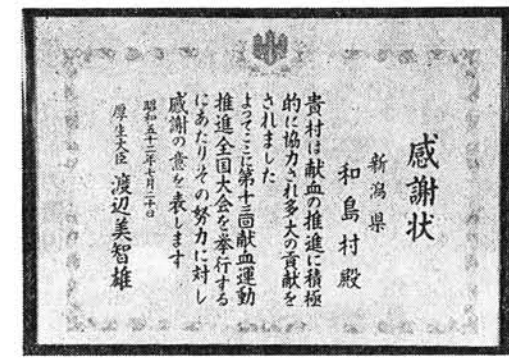 感謝状
新潟県
和島村殿
貴村は献血の推進に積極
的に協力され多大の貢献を
されました
よってここに第十三回献血運動
推進全国大会を挙行する
にあたりその努力に対し
感謝の意を表します
昭和五十二年七月二十日
厚生大臣 渡辺美智雄